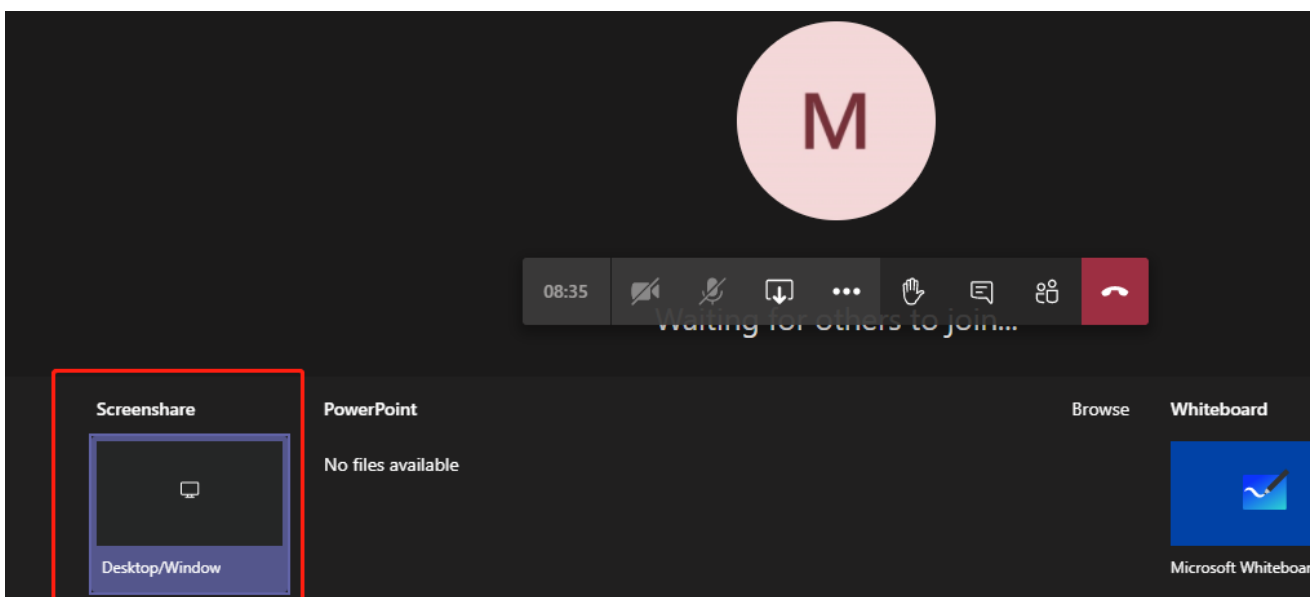 M
08:35
Waiting for others to join...
Screenshare
PowerPoint
Browse
Whiteboard
No files available
Desktop/Window
Microsoft Whiteboar